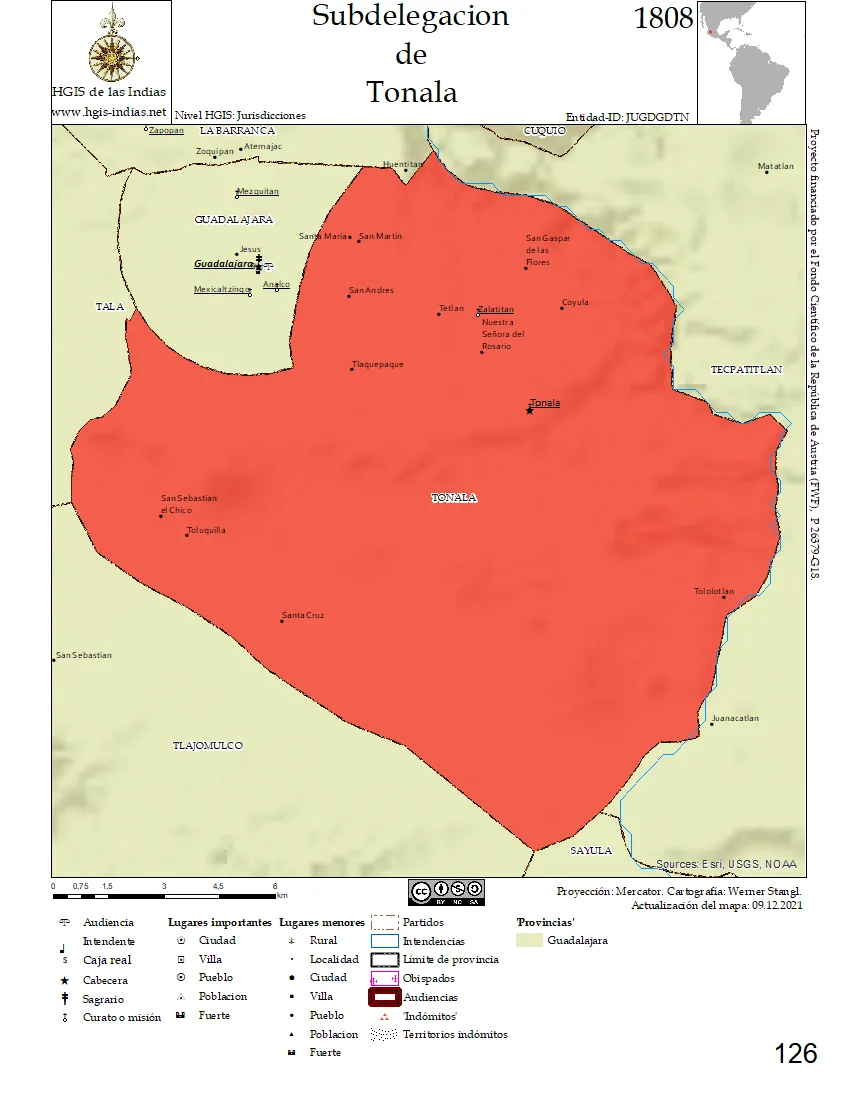 Subdelegacion
de
Tonala
1808
HGIS de las Indias
www.hgis-indias.net
Nivel HGIS: Jurisdicciones
Entidad-ID: JUGDGDTN
Zapopan
LA BARRANCA
CUQUIO
Zoquipan
Atemajac
Huentitan
Matatlan
Mezquitan
GUADALAJARA
Santa Maria
San Martin
San Gaspar
de las
Flores
Jesus
Guadalajara
Mexicaltzingo
Analco
San Andres
TALA
Tetlan
Zalatitan
Coyula
Nuestra
Señora del
Rosario
Tlaquepaque
TECPATITLAN
Tonala
San Sebastian
el Chico
TONALA
Toluquilla
Tololotlan
Santa Cruz
San Sebastian
Juanacatlan
TLAJOMULCO
SAYULA
Sources: Esri, USGS, NOAA
Proyecto financiado por el Fondo Científico de la República de Austria (FWF), P 26379-G18.
0 0,75 1,5 3 4,5 6
km
CC BY NC SA
Proyección: Mercator. Cartografía: Werner Stangl.
Actualización del mapa: 09.12.2021
Audiencia
Intendente
Caja real
Cabecera
Sagrario
Curato o misión
Lugares importantes
Ciudad
Villa
Pueblo
Poblacion
Fuerte
Lugares menores
Rural
Localidad
Ciudad
Villa
Pueblo
Poblacion
Fuerte
Partidos
Intendencias
Límite de provincia
Obispados
Audiencias
'Indómitos'
Territorios indómitos
'Provincias'
Guadalajara
126